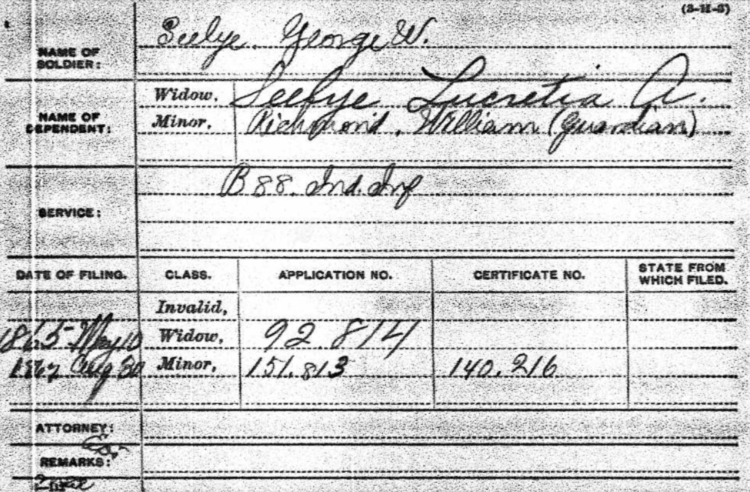 (3-H-3)
NAME OF SOLDIER: Seelye, George W.
NAME OF DEPENDENT: Widow, Seelye Lucretia A.
Minor, Richmond, William (Guardian)
SERVICE: B 88. Ind. Inf
DATE OF FILING. CLASS. APPLICATION NO. CERTIFICATE NO. STATE FROM WHICH FILED.
Invalid,
1865 May 10 Widow, 92 814
1867 Aug 30 Minor, 151.813 140.216
ATTORNEY:
REMARKS: